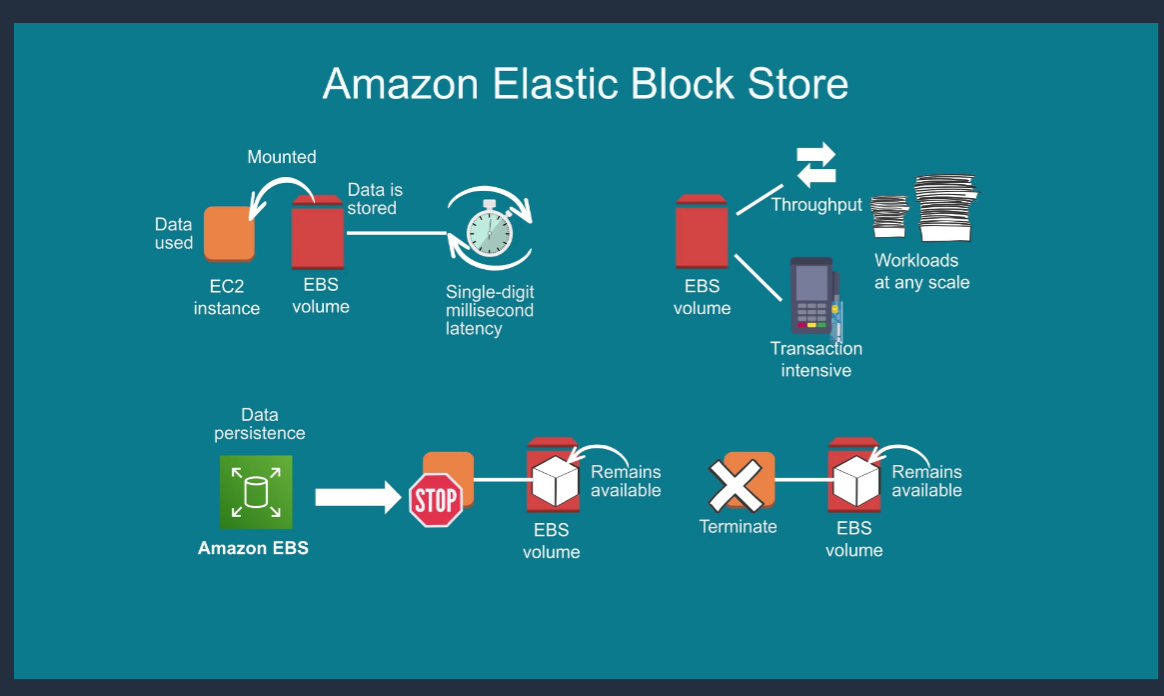 Amazon Elastic Block Store
Mounted
Data
used
Data is
stored
EC2
instance
EBS
volume
Single-digit
millisecond
latency
EBS
volume
Throughput
Workloads
at any scale
Transaction
intensive
Data
persistence
Amazon EBS
STOP
EBS
volume
Remains
available
Terminate
EBS
volume
Remains
available